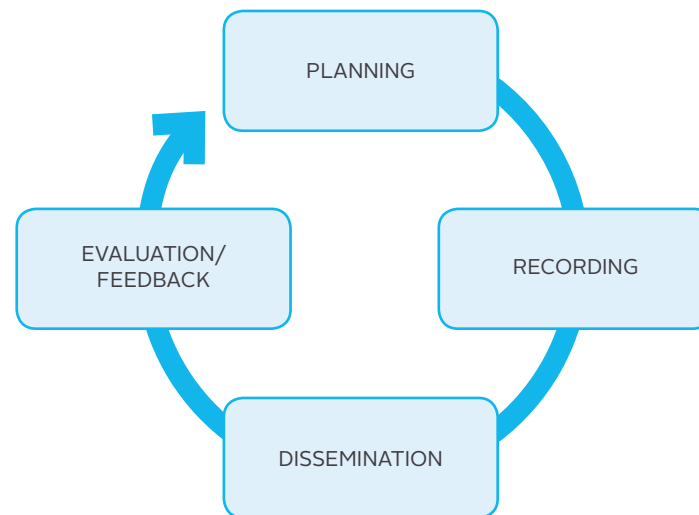 PLANNING
RECORDING
DISSEMINATION
EVALUATION/
FEEDBACK